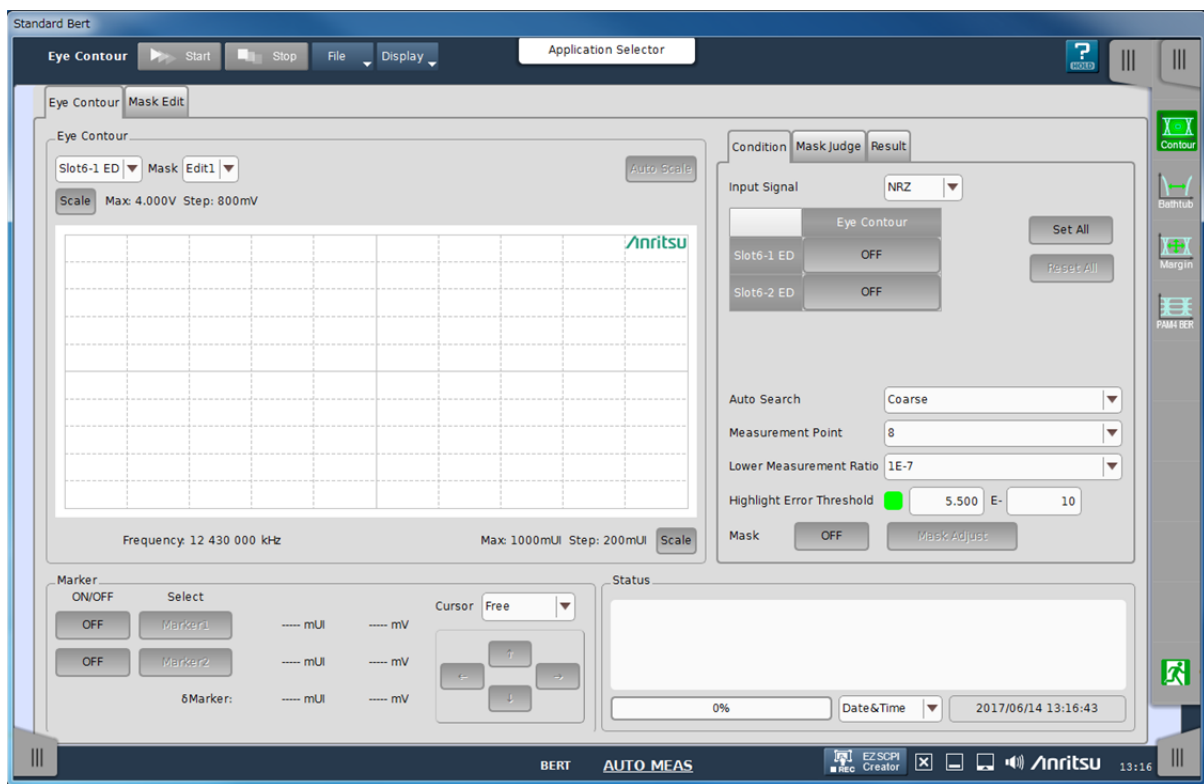 Standard Bert
Eye Contour Start Stop File Display Application Selector
? HOLD
Eye Contour Mask Edit
Eye Contour
Slot6-1 ED Mask Edit1 Auto Scale
Scale Max: 4.000V Step: 800mV
Anritsu
Frequency: 12 430 000 kHz Max: 1000mUI Step: 200mUI Scale
Condition Mask Judge Result
Input Signal NRZ
Eye Contour
Slot6-1 ED OFF
Slot6-2 ED OFF
Set All
Reset All
Auto Search Coarse
Measurement Point 8
Lower Measurement Ratio 1E-7
Highlight Error Threshold 5.500 E- 10
Mask OFF Mask Adjust
Contour
Bathtub
Margin
PAM4 BER
Marker
ON/OFF Select
OFF Marker1 ----- mUI ----- mV
OFF Marker2 ----- mUI ----- mV
δMarker: ----- mUI ----- mV
Cursor Free
Status
0% Date&Time 2017/06/14 13:16:43
BERT AUTO MEAS REC EZSCPI Creator Anritsu 13:16